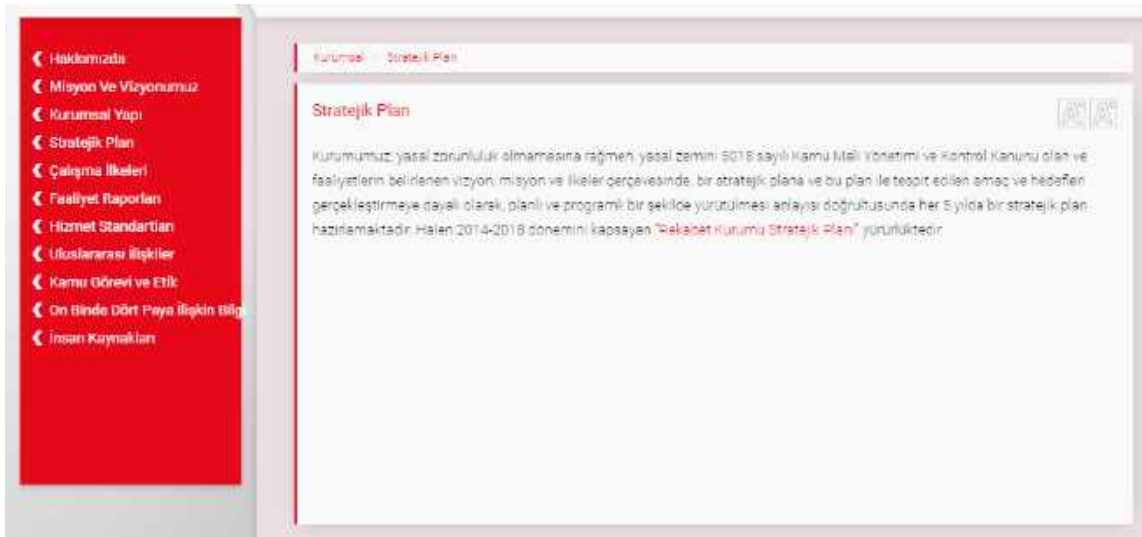 Hakkımızda
Misyon Ve Vizyonumuz
Kurumsal Yapı
Stratejik Plan
Çalışma İlkeleri
Faaliyet Raporları
Hizmet Standartları
Uluslararası İlişkiler
Kamu Görevi ve Etik
On Binde Dört Paya İlişkin Bilgi
İnsan Kaynakları
Kurumsal Stratejik Plan
Stratejik Plan
Kurumumuz, yasal zorunluluk olmamasına rağmen, yasal zemini 5018 sayılı Kamu Mali Yönetimi ve Kontrol Kanunu olan ve
faaliyetlerin belirlenen vizyon, misyon ve ilkeler çerçevesinde, bir stratejik plana ve bu plan ile tespit edilen amaç ve hedefleri
gerçekleştirmeye dayalı olarak, planlı ve programlı bir şekilde yürütülmesi anlayışı doğrultusunda her 5 yılda bir stratejik plan
hazırlamaktadır. Halen 2014-2018 dönemini kapsayan "Rekabet Kurumu Stratejik Planı" yürürlüktedir.